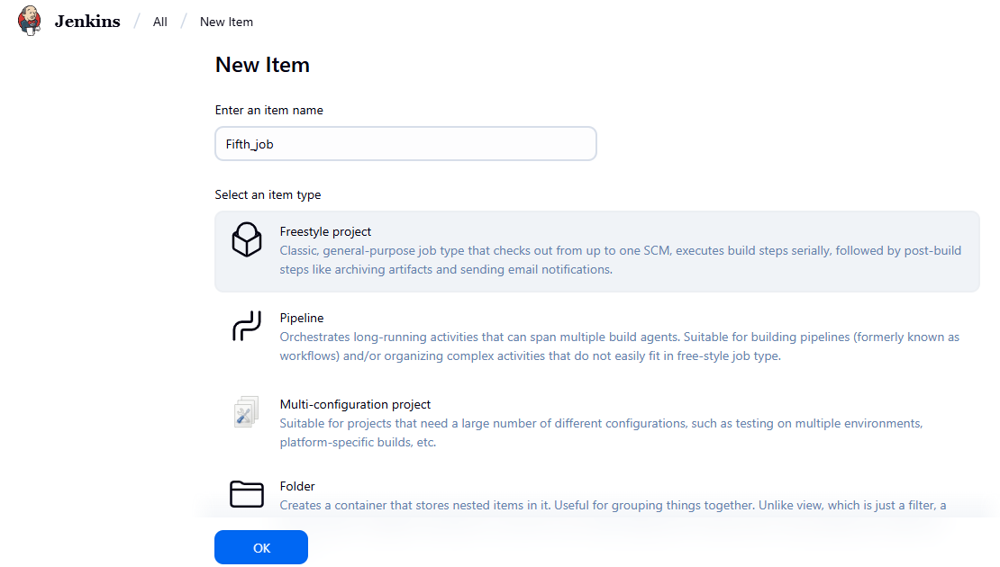 Jenkins / All / New Item
New Item
Enter an item name
Fifth_job
Select an item type
Freestyle project
Classic, general-purpose job type that checks out from up to one SCM, executes build steps serially, followed by post-build
steps like archiving artifacts and sending email notifications.
Pipeline
Orchestrates long-running activities that can span multiple build agents. Suitable for building pipelines (formerly known as
workflows) and/or organizing complex activities that do not easily fit in free-style job type.
Multi-configuration project
Suitable for projects that need a large number of different configurations, such as testing on multiple environments,
platform-specific builds, etc.
Folder
Creates a container that stores nested items in it. Useful for grouping things together. Unlike view, which is just a filter, a
OK